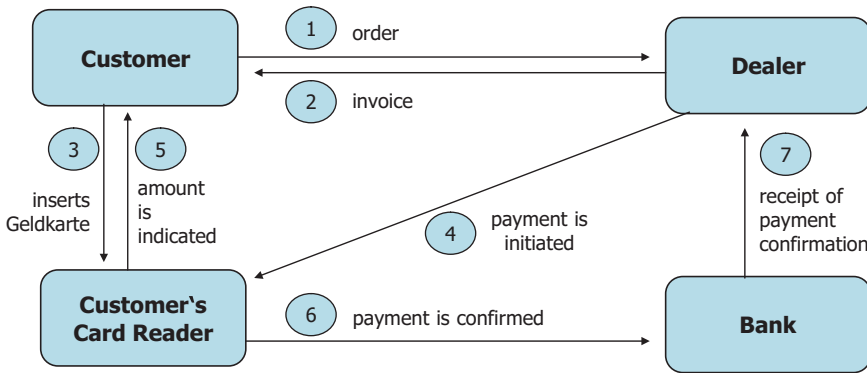 1
order
Customer
Dealer
2
invoice
3
5
7
inserts
Geldkarte
amount
is
indicated
4
payment is
initiated
receipt of
payment
confirmation
Customer‘s
Card Reader
6
payment is confirmed
Bank